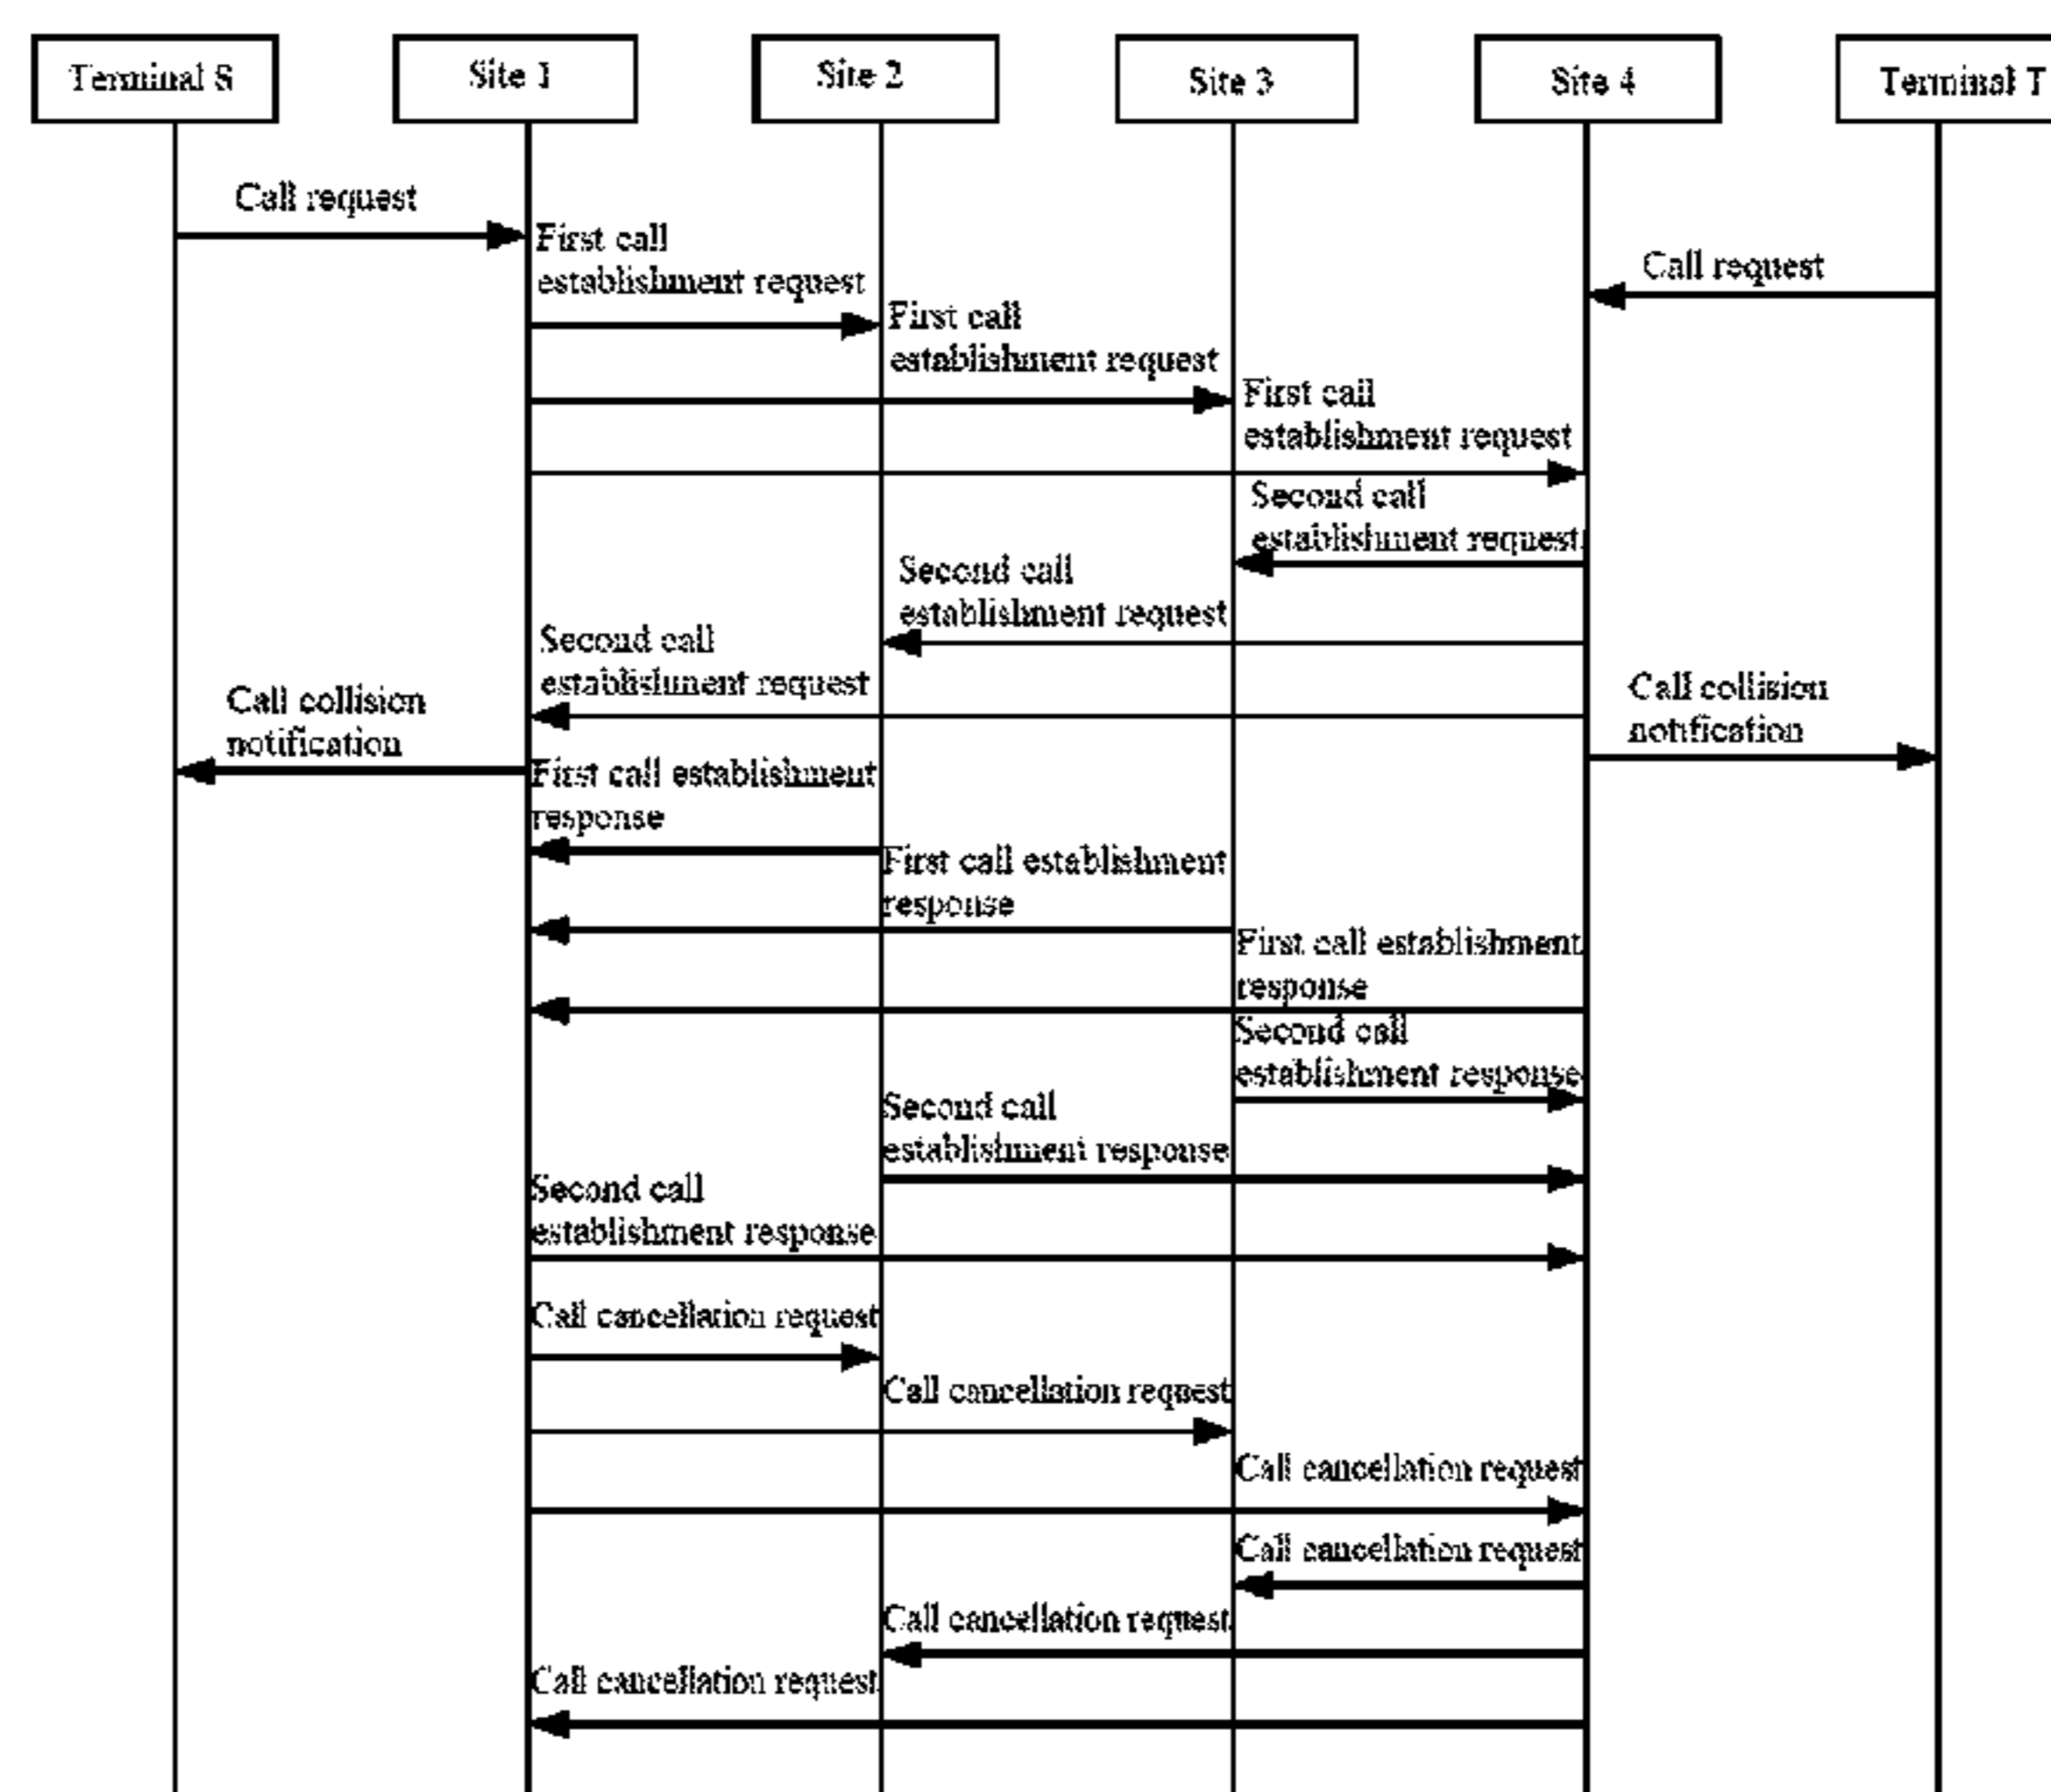 Terminal S
Site 1
Site 2
Site 3
Site 4
Terminal T
Call request
First call
establishment request
Call request
First call
establishment request
First call
establishment request
Second call
establishment request
Second call
establishment request
Second call
establishment request
Call collision
notification
Call collision
notification
First call establishment
response
First call establishment
response
First call establishment
response
Second call
establishment response
Second call
establishment response
Second call
establishment response
Call cancellation request
Call cancellation request
Call cancellation request
Call cancellation request
Call cancellation request
Call cancellation request